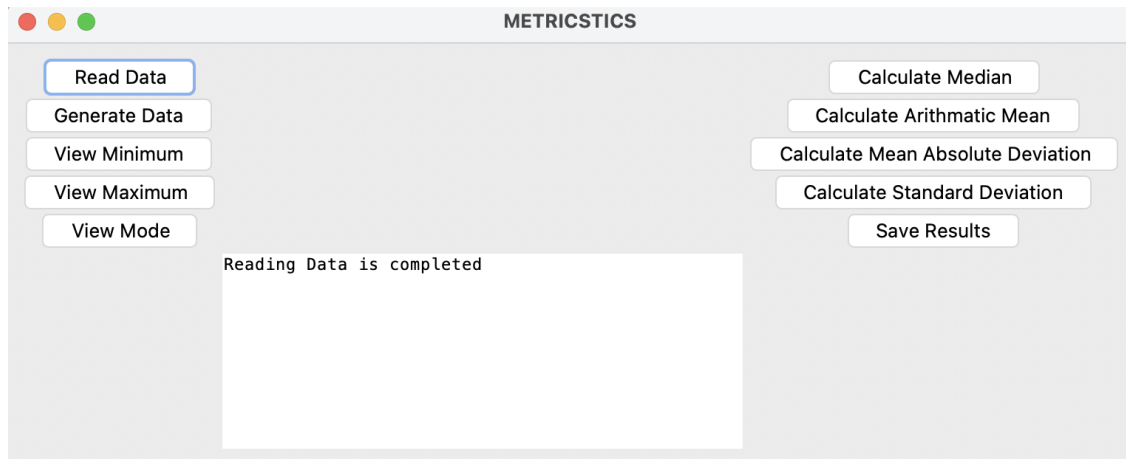 METRICSTICS
Read Data
Generate Data
View Minimum
View Maximum
View Mode
Calculate Median
Calculate Arithmatic Mean
Calculate Mean Absolute Deviation
Calculate Standard Deviation
Save Results
Reading Data is completed